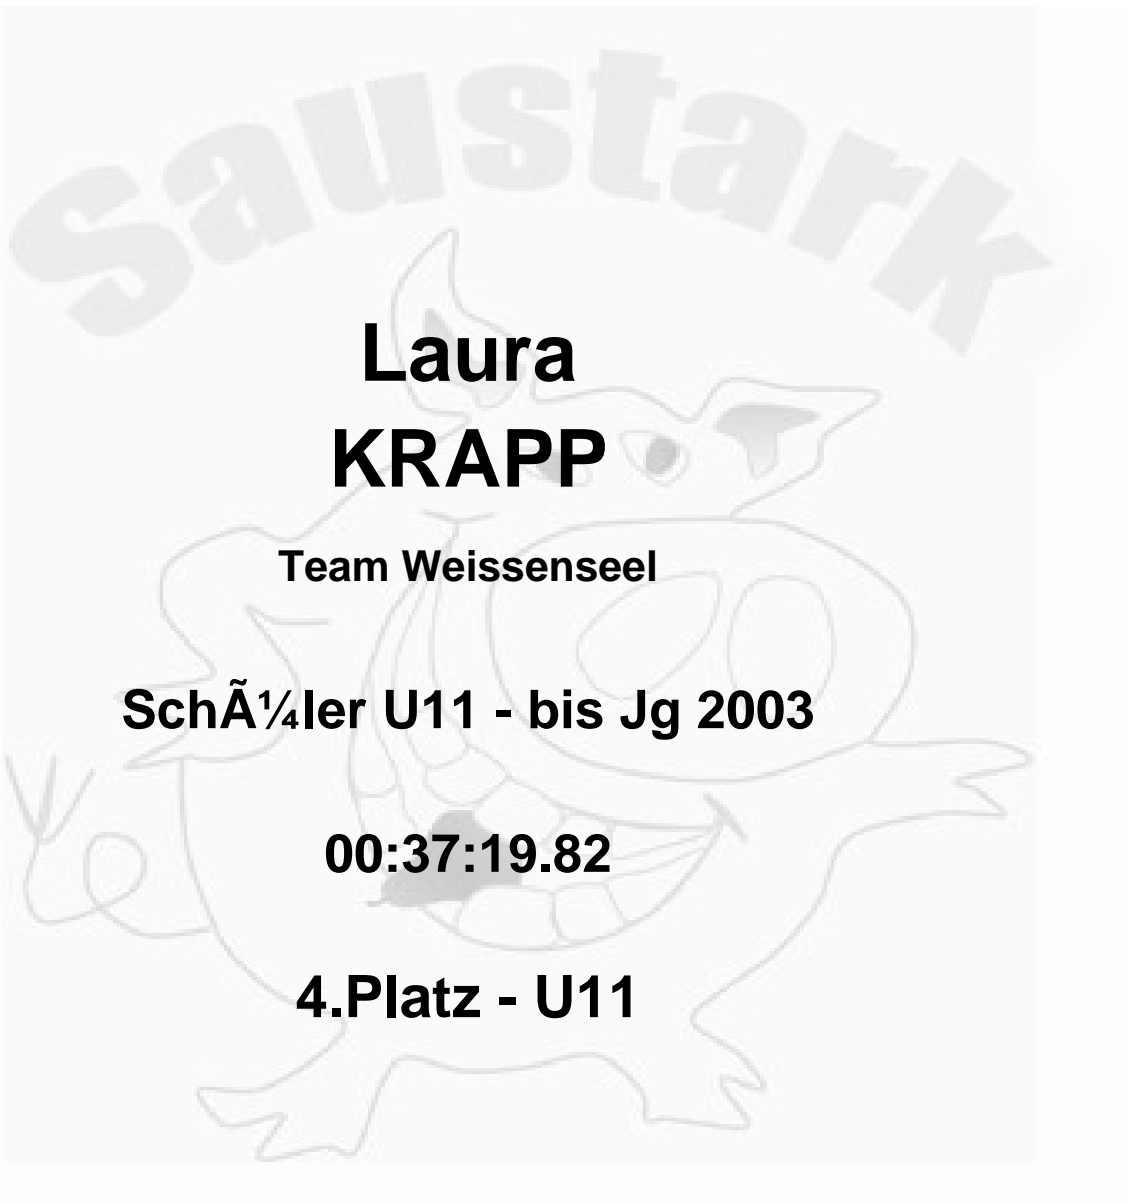 Saustark
Laura
KRAPP
Team Weissenseel
SchÃ¼ler U11 - bis Jg 2003
00:37:19.82
4.Platz - U11